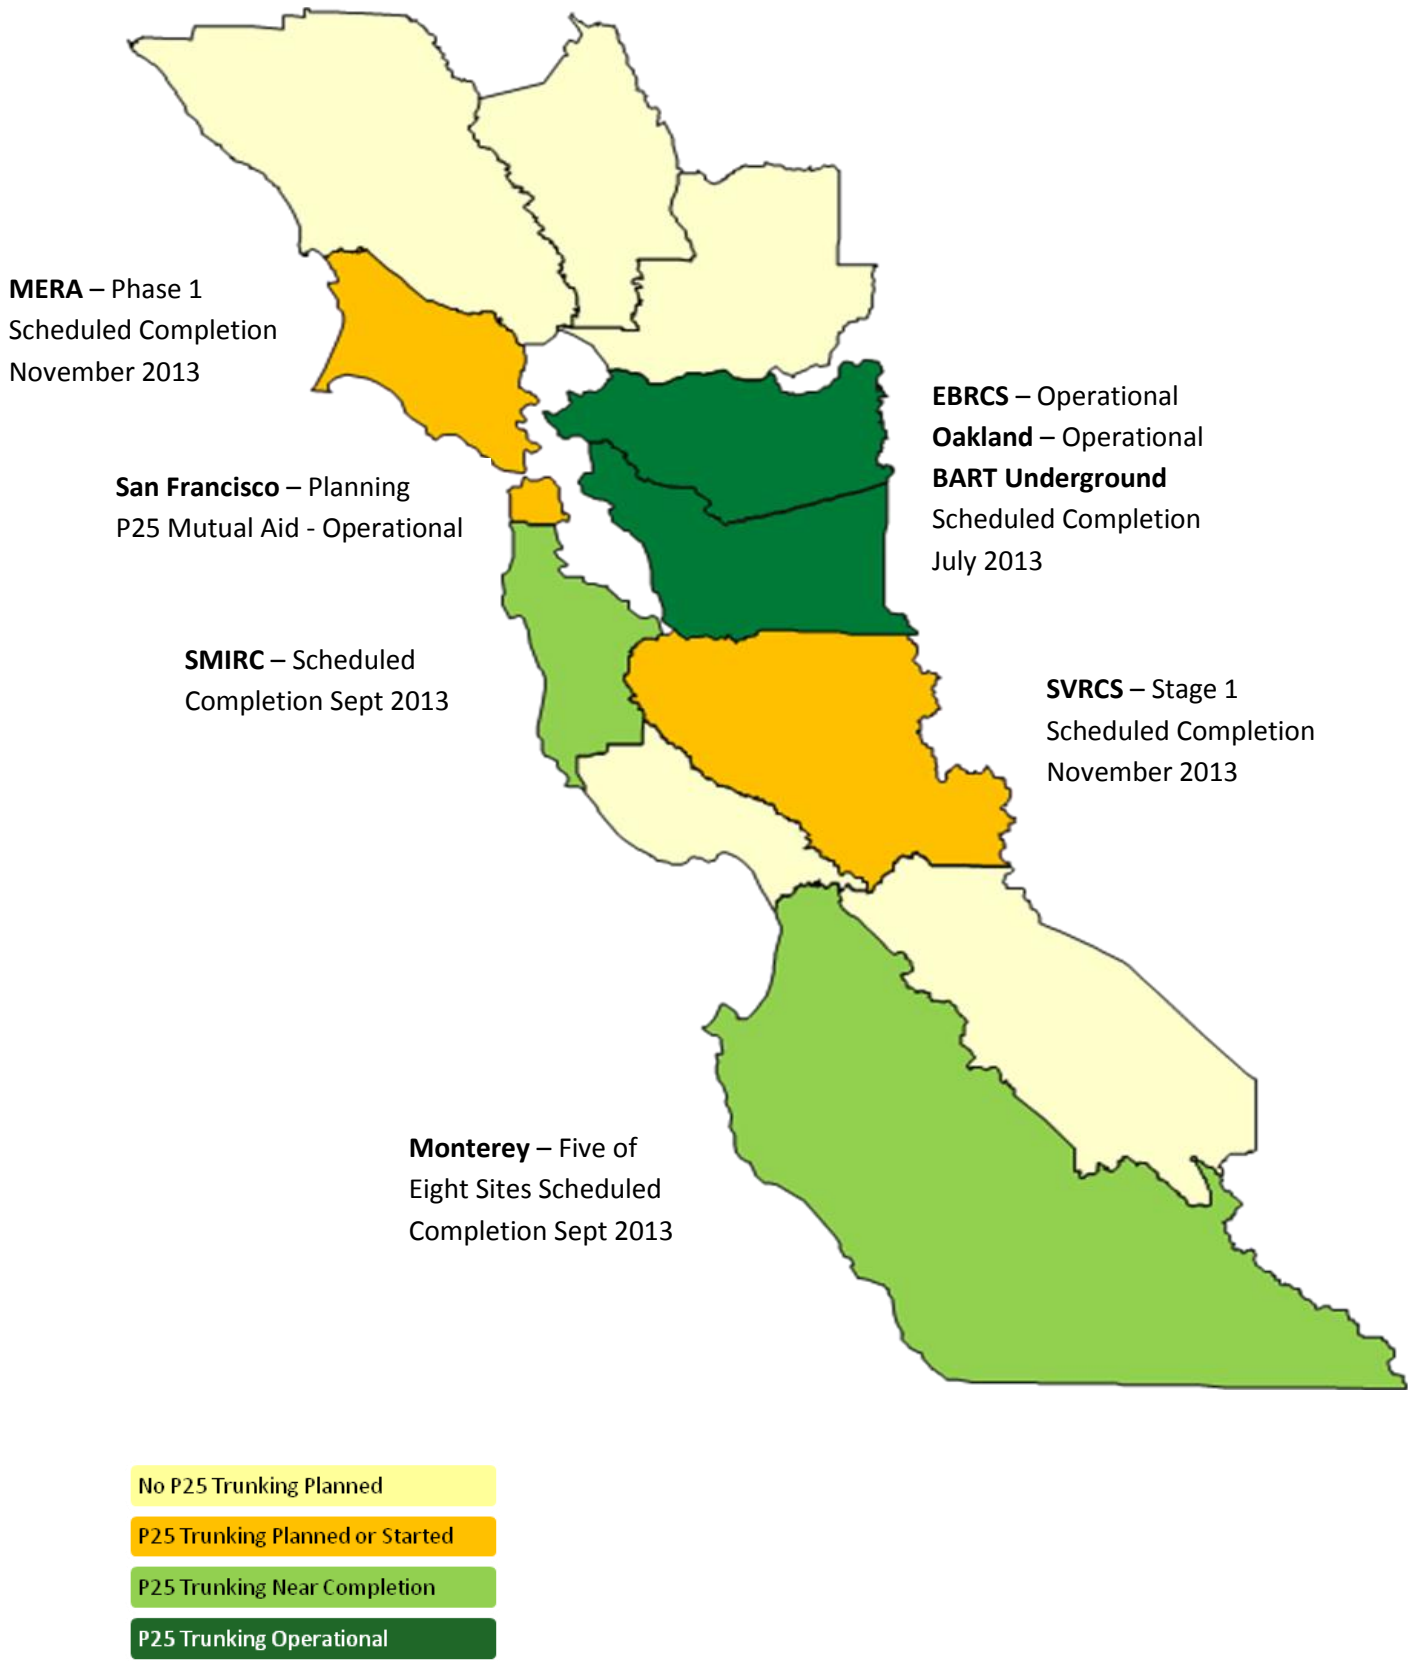 MERA – Phase 1
Scheduled Completion
November 2013
EBRCS – Operational
Oakland – Operational
BART Underground
Scheduled Completion
July 2013
San Francisco – Planning
P25 Mutual Aid - Operational
SMIRC – Scheduled
Completion Sept 2013
SVRCS – Stage 1
Scheduled Completion
November 2013
Monterey – Five of
Eight Sites Scheduled
Completion Sept 2013
No P25 Trunking Planned
P25 Trunking Planned or Started
P25 Trunking Near Completion
P25 Trunking Operational